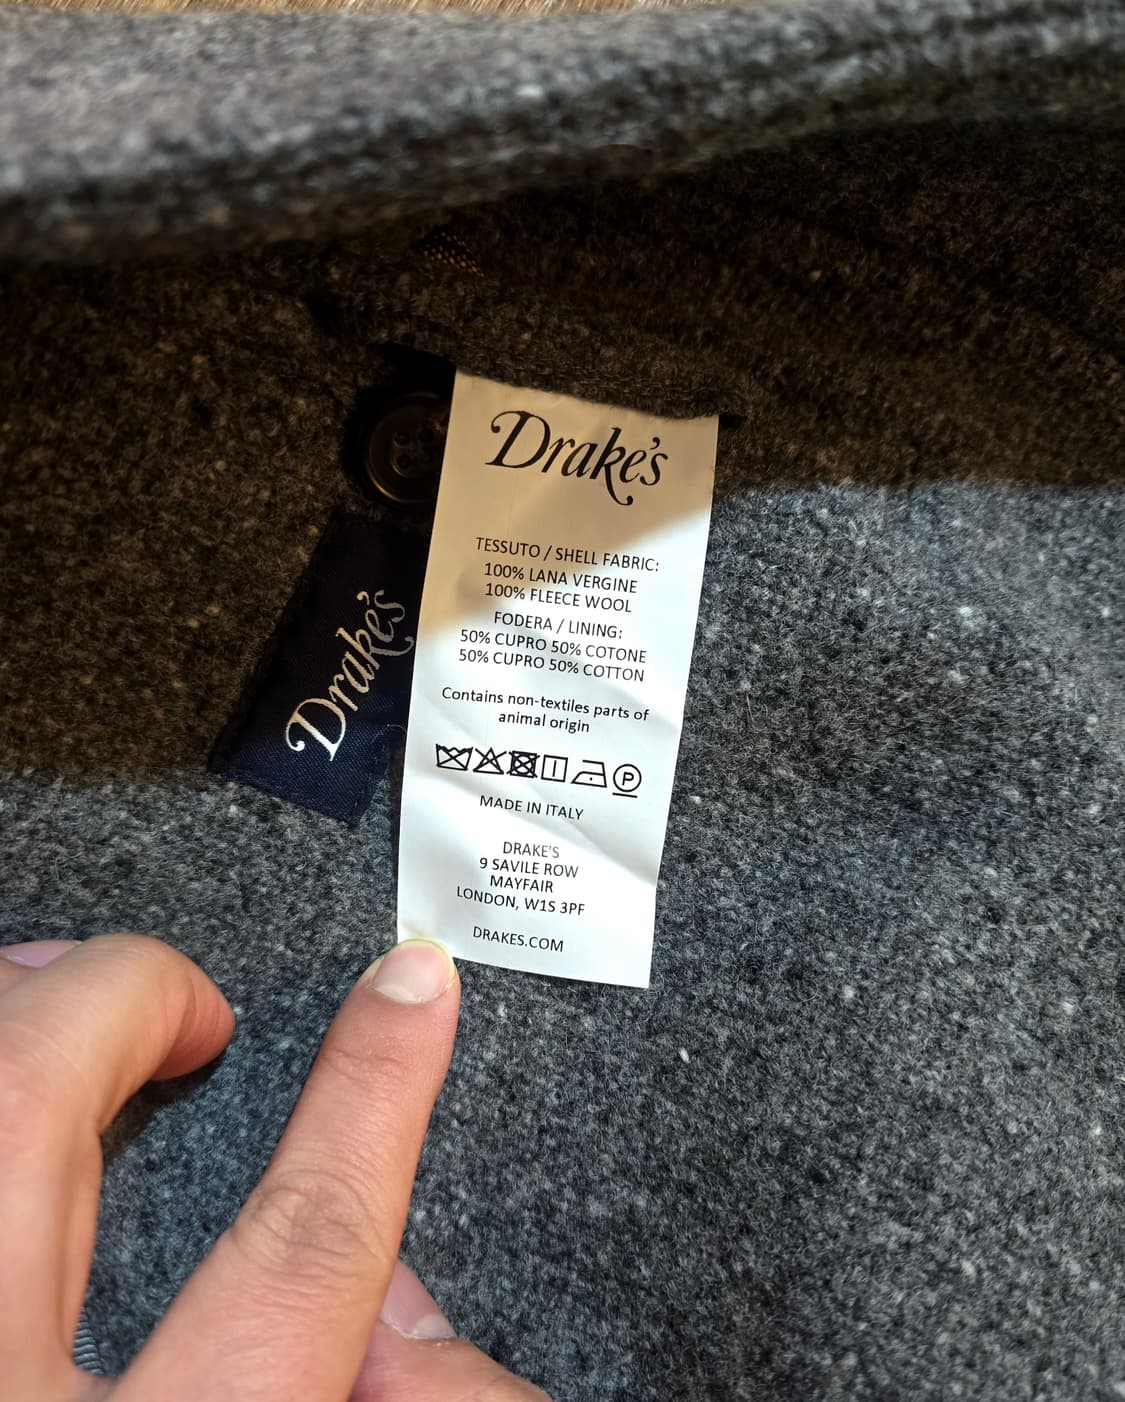 Drake's
TESSUTO / SHELL FABRIC:
100% LANA VERGINE
100% FLEECE WOOL
FODERA / LINING:
50% CUPRO 50% COTONE
50% CUPRO 50% COTTON
Contains non-textiles parts of
animal origin
P
MADE IN ITALY
DRAKE'S
9 SAVILE ROW
MAYFAIR
LONDON, W1S 3PF
DRAKES.COM
Drake's